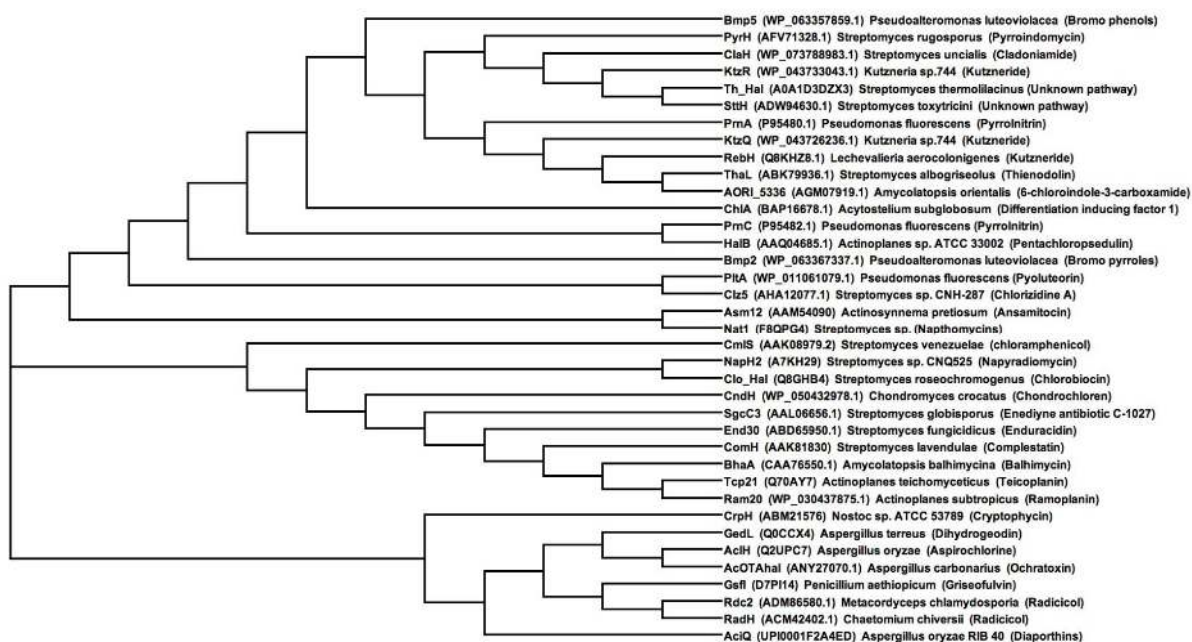 Bmp5 (WP_063357859.1) Pseudoalteromonas luteoviolacea (Bromo phenols)
PyrH (AFV71328.1) Streptomyces rugosporus (Pyrroindomycin)
ClaH (WP_073788983.1) Streptomyces uncialis (Cladoniamide)
KtzR (WP_043733043.1) Kutzneria sp.744 (Kutzneride)
Th_Hal (A0A1D3DZX3) Streptomyces thermolilacinus (Unknown pathway)
SttH (ADW94630.1) Streptomyces toxytricini (Unknown pathway)
PrnA (P95480.1) Pseudomonas fluorescens (Pyrrolnitrin)
KtzQ (WP_043726236.1) Kutzneria sp.744 (Kutzneride)
RebH (Q8KHZ8.1) Lechevalieria aerocolonigenes (Kutzneride)
ThaL (ABK79936.1) Streptomyces albogriseolus (Thienodolin)
AORI_5336 (AGM07919.1) Amycolatopsis orientalis (6-chloroindole-3-carboxamide)
ChlA (BAP16678.1) Acytostelium subglobosum (Differentiation inducing factor 1)
PrnC (P95482.1) Pseudomonas fluorescens (Pyrrolnitrin)
HalB (AAQ04685.1) Actinoplanes sp. ATCC 33002 (Pentachloropsedulin)
Bmp2 (WP_063367337.1) Pseudoalteromonas luteoviolacea (Bromo pyrroles)
PltA (WP_011061079.1) Pseudomonas fluorescens (Pyoluteorin)
Clz5 (AHA12077.1) Streptomyces sp. CNH-287 (Chlorizidine A)
Asm12 (AAM54090) Actinosynnema pretiosum (Ansamitocin)
Nat1 (F8QPG4) Streptomyces sp. (Napthomycins)
CmlS (AAK08979.2) Streptomyces venezuelae (chloramphenicol)
NapH2 (A7KH29) Streptomyces sp. CNQ525 (Napyradiomycin)
Clo_Hal (Q8GHB4) Streptomyces roseochromogenus (Chlorobiocin)
CndH (WP_050432978.1) Chondromyces crocatus (Chondrochloren)
SgcC3 (AAL06656.1) Streptomyces globisporus (Enediyne antibiotic C-1027)
End30 (ABD65950.1) Streptomyces fungicidicus (Enduracidin)
ComH (AAK81830) Streptomyces lavendulae (Complestatin)
BhaA (CAA76550.1) Amycolatopsis balhimycina (Balhimycin)
Tcp21 (Q70AY7) Actinoplanes teichomyceticus (Teicoplanin)
Ram20 (WP_030437875.1) Actinoplanes subtropicus (Ramoplanin)
CrpH (ABM21576) Nostoc sp. ATCC 53789 (Cryptophycin)
GedL (Q0CCX4) Aspergillus terreus (Dihydrogeodin)
AclH (Q2UPC7) Aspergillus oryzae (Aspirochlorine)
AcOTAhal (ANY27070.1) Aspergillus carbonarius (Ochratoxin)
GsfI (D7PI14) Penicillium aethiopicum (Griseofulvin)
Rdc2 (ADM86580.1) Metacordyceps chlamydosporia (Radicicol)
RadH (ACM42402.1) Chaetomium chiversii (Radicicol)
AciQ (UPI0001F2A4ED) Aspergillus oryzae RIB 40 (Diaporthins)